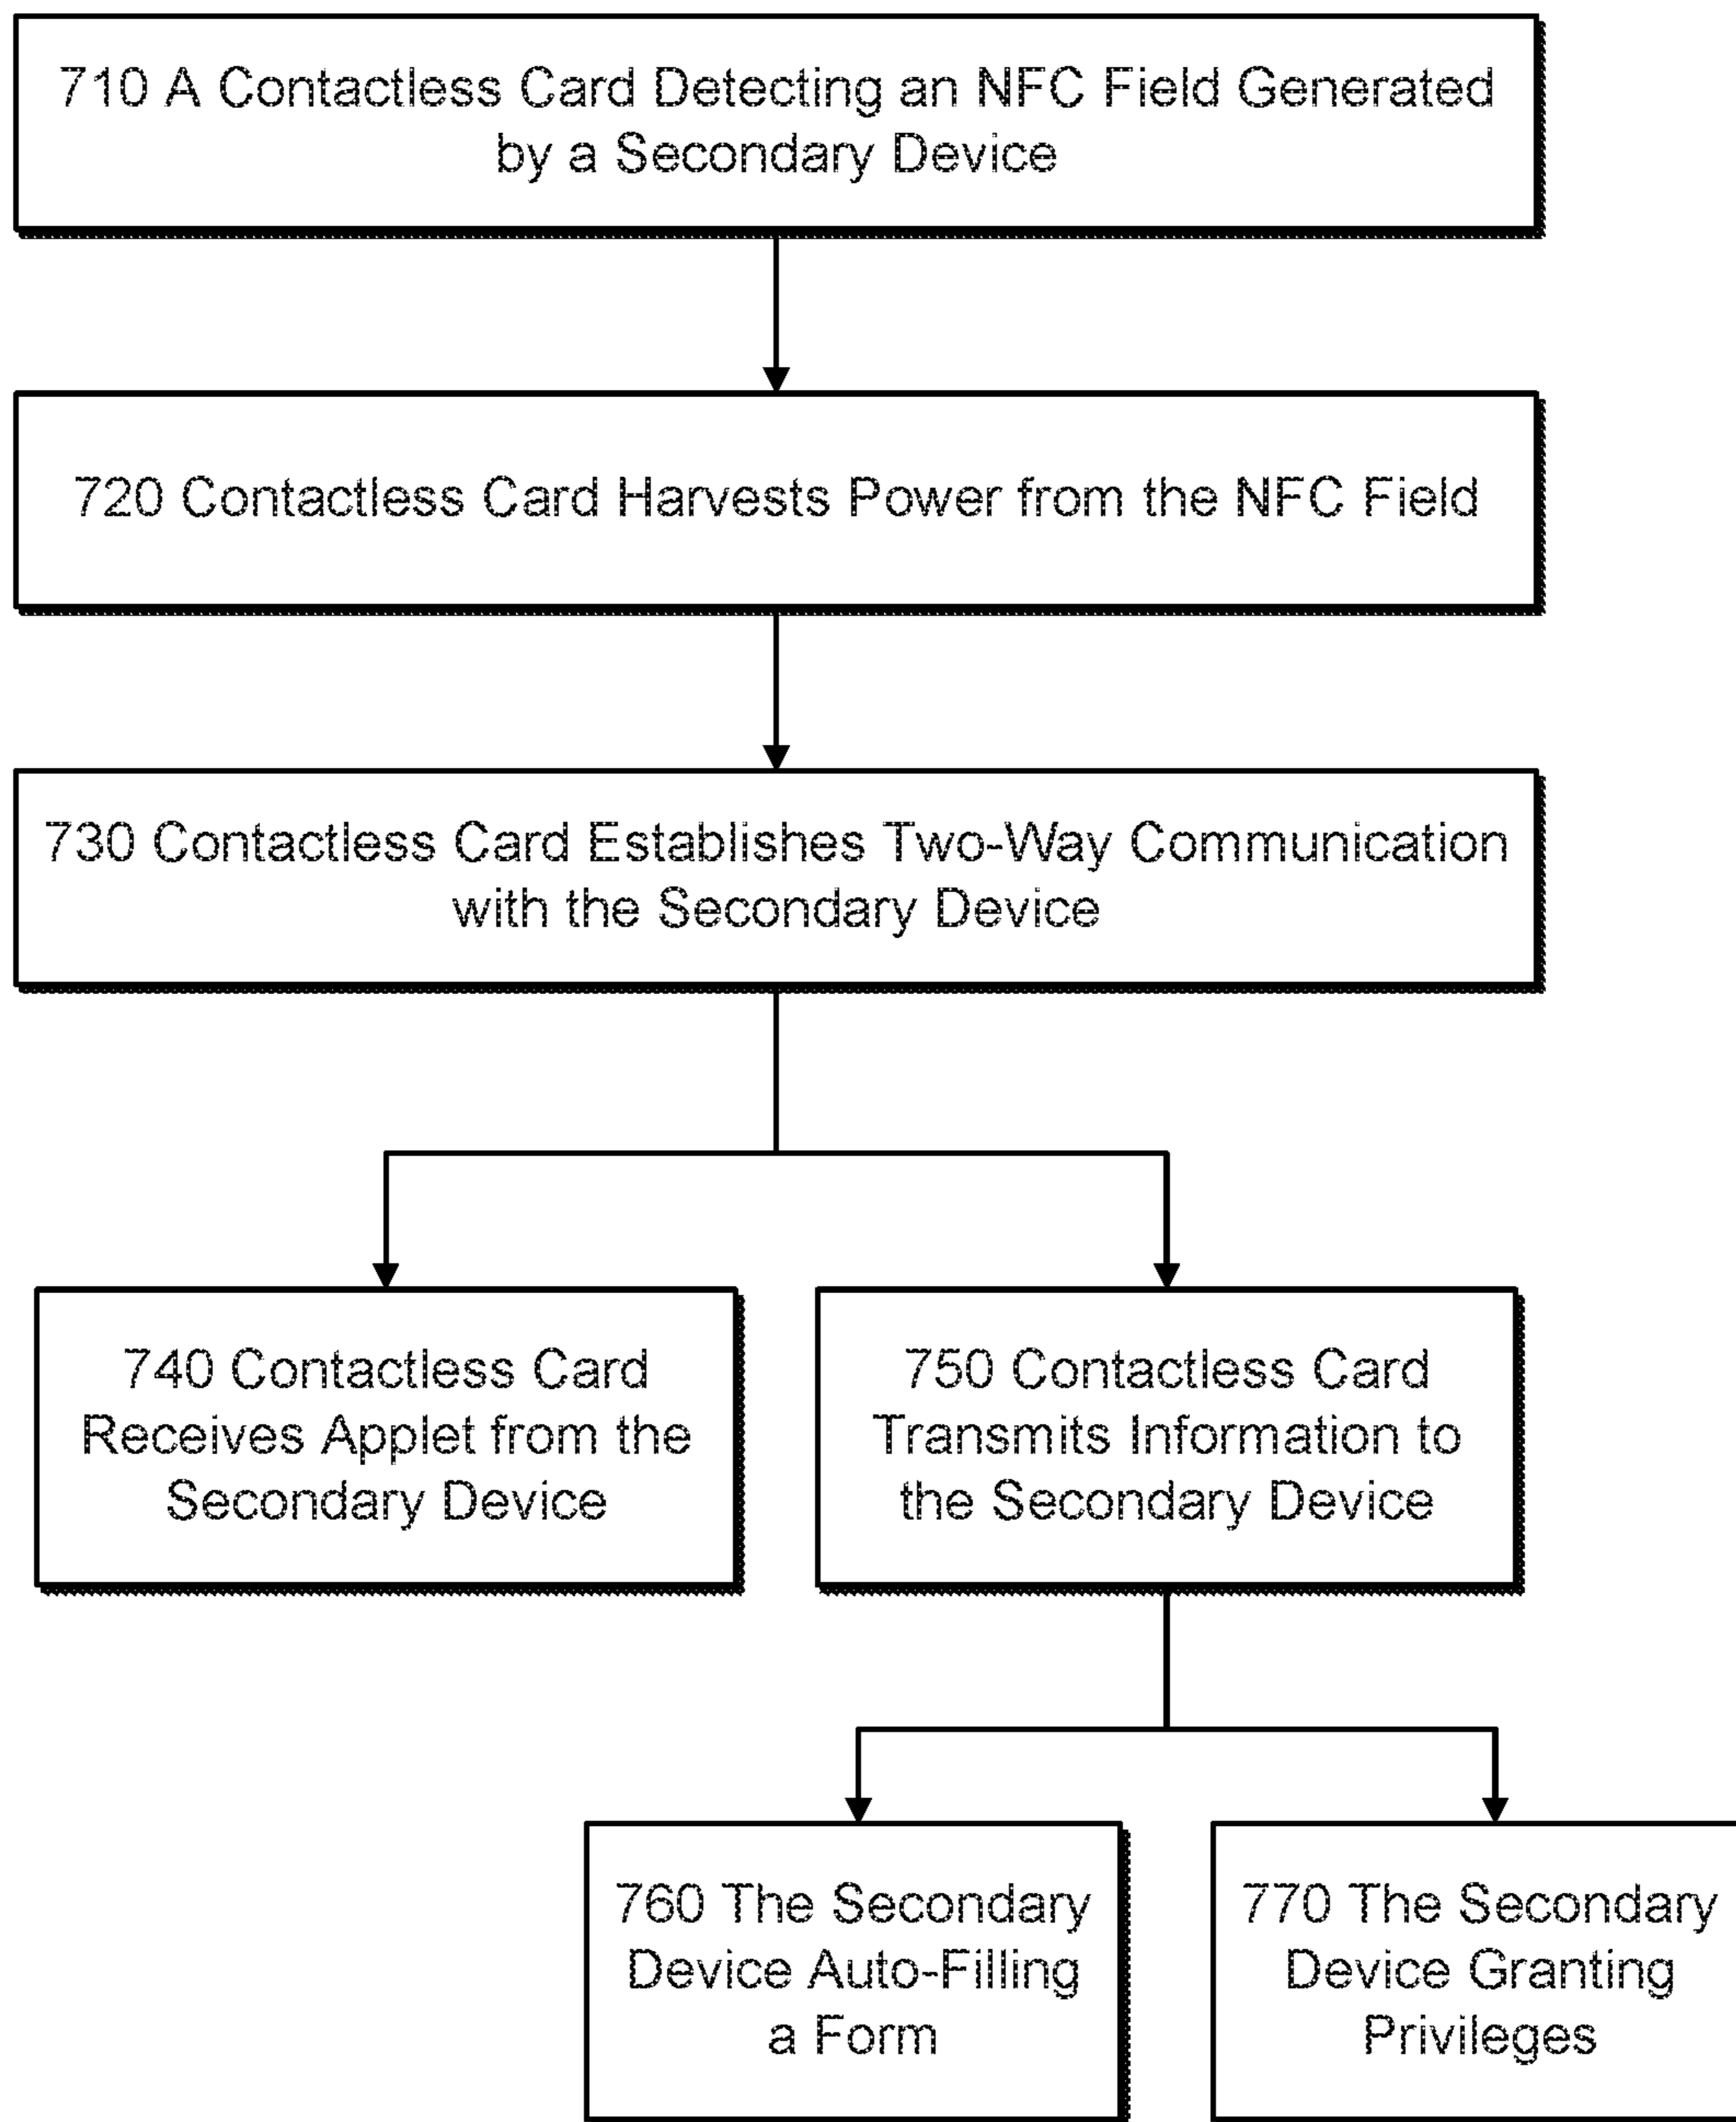 710 A Contactless Card Detecting an NFC Field Generated
by a Secondary Device
720 Contactless Card Harvests Power from the NFC Field
730 Contactless Card Establishes Two-Way Communication
with the Secondary Device
740 Contactless Card
Receives Applet from the
Secondary Device
750 Contactless Card
Transmits Information to
the Secondary Device
760 The Secondary
Device Auto-Filling
a Form
770 The Secondary
Device Granting
Privileges